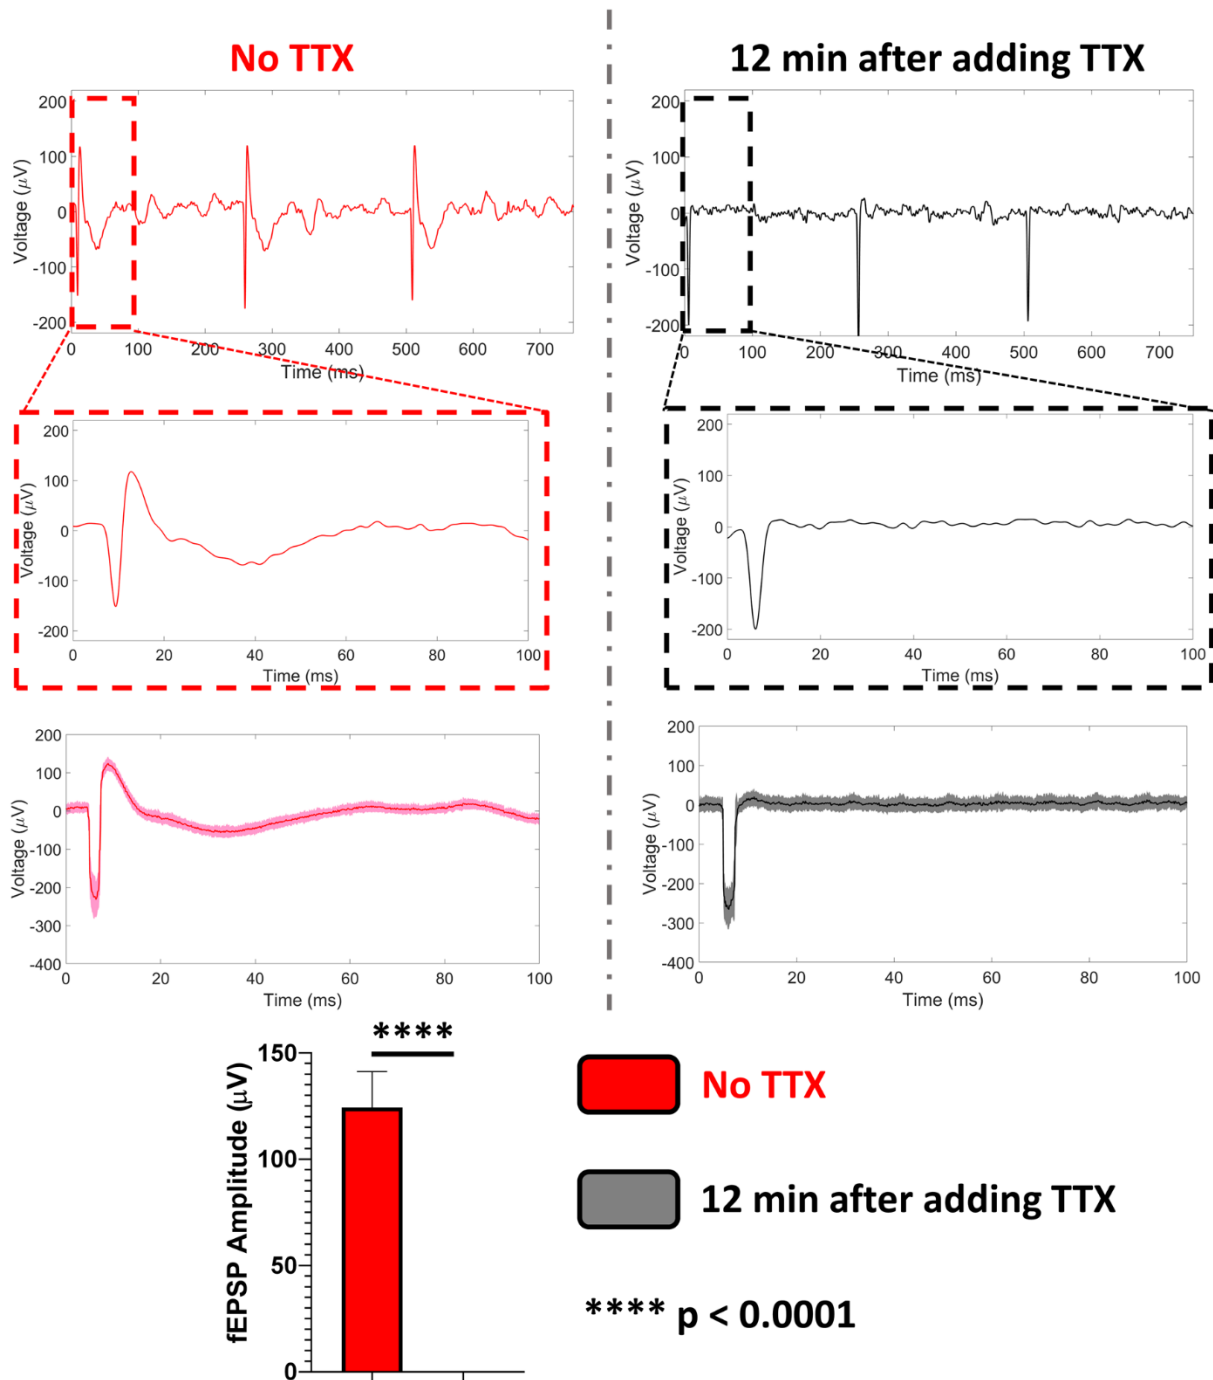 No TTX
12 min after adding TTX
200
100
0
-100
-200
Voltage (μV)
0 100 200 300 400 500 600 700
Time (ms)
200
100
0
-100
-200
Voltage (μV)
0 100 200 300 400 500 600 700
Time (ms)
200
100
0
-100
-200
Voltage (μV)
0 20 40 60 80 100
Time (ms)
200
100
0
-100
-200
Voltage (μV)
0 20 40 60 80 100
Time (ms)
200
100
0
-100
-200
-300
-400
Voltage (μV)
0 20 40 60 80 100
Time (ms)
200
100
0
-100
-200
-300
-400
Voltage (μV)
0 20 40 60 80 100
Time (ms)
****
150
100
50
0
fEPSP Amplitude (μV)
No TTX
12 min after adding TTX
**** p < 0.0001